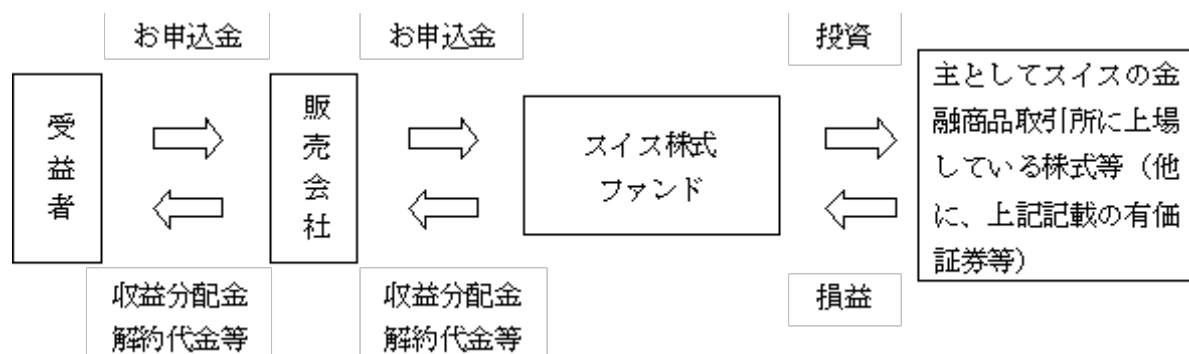 お申込金
お申込金
投資
受益者
販売会社
スイス株式
ファンド
主としてスイスの金
融商品取引所に上場
している株式等（他
に、上記記載の有価
証券等）
収益分配金
解約代金等
収益分配金
解約代金等
損益